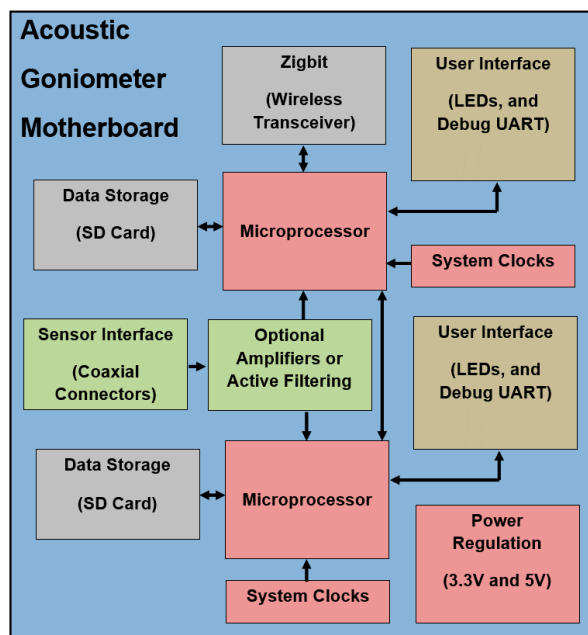 Acoustic
Goniometer
Motherboard
Zigbit
(Wireless
Transceiver)
User Interface
(LEDs, and
Debug UART)
Data Storage
(SD Card)
Microprocessor
System Clocks
Sensor Interface
(Coaxial
Connectors)
Optional
Amplifiers or
Active Filtering
User Interface
(LEDs, and
Debug UART)
Data Storage
(SD Card)
Microprocessor
Power
Regulation
(3.3V and 5V)
System Clocks